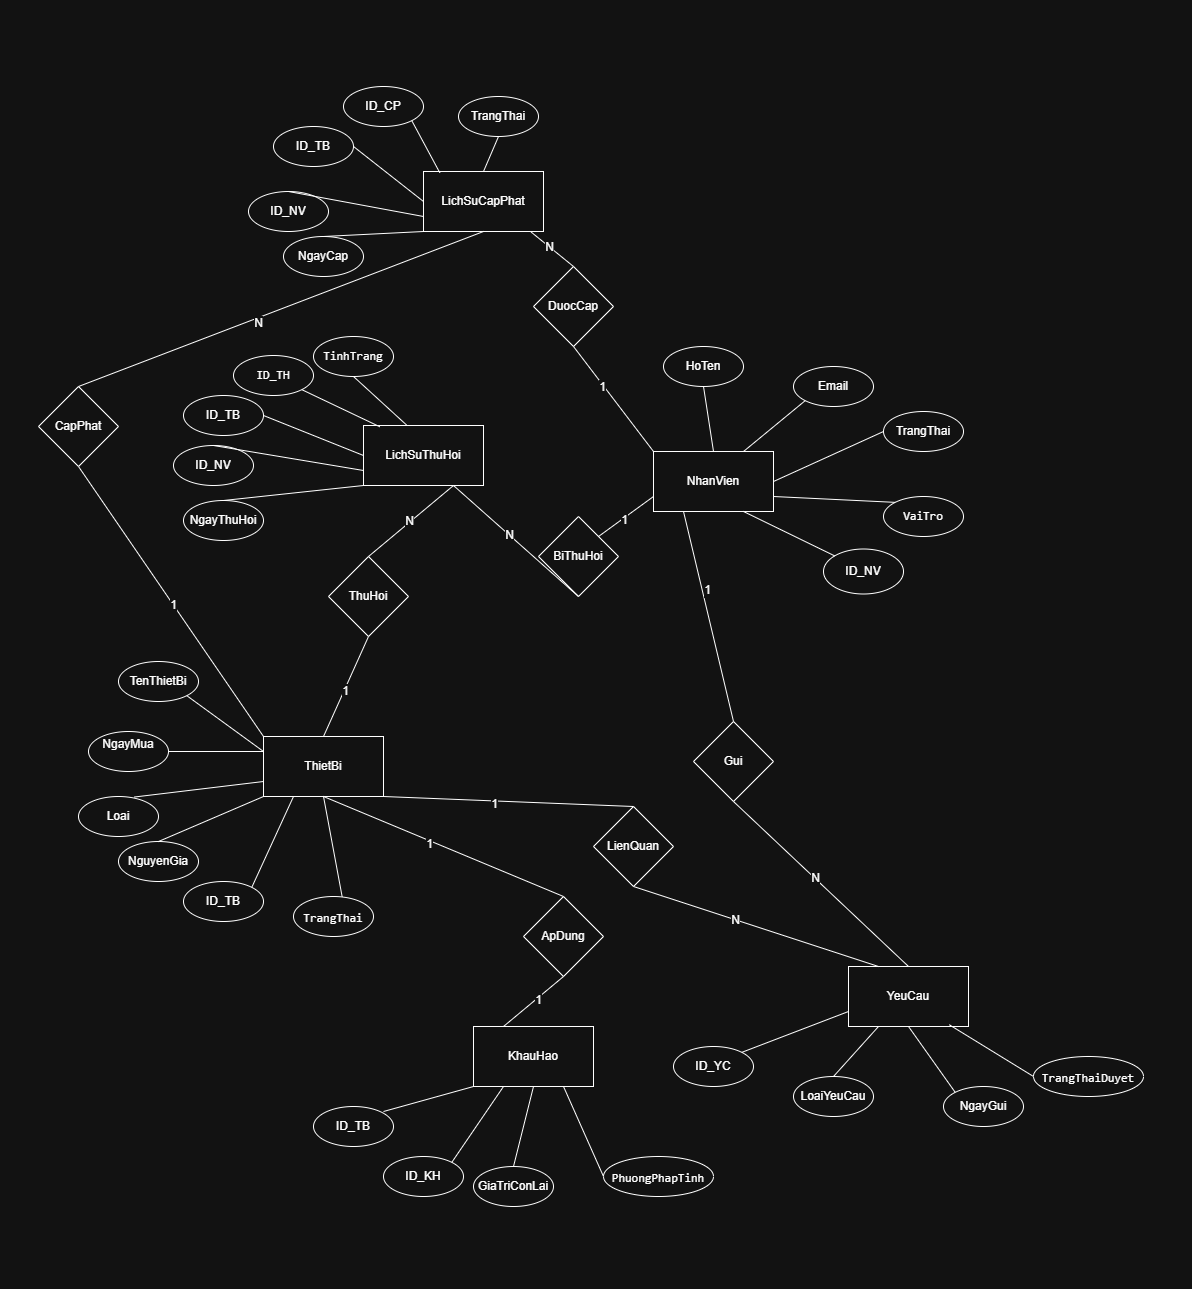 ID_CP
TrangThai
ID_TB
LichSuCapPhat
ID_NV
NgayCap
N
DuocCap
N
TinhTrang
ID_TH
HoTen
Email
1
ID_TB
CapPhat
TrangThai
LichSuThuHoi
ID_NV
NhanVien
NgayThuHoi
N
1
VaiTro
N
BiThuHoi
ID_NV
ThuHoi
1
1
TenThietBi
1
NgayMua
ThietBi
Gui
1
Loai
1
LienQuan
NguyenGia
N
ID_TB
TrangThai
N
ApDung
YeuCau
1
KhauHao
ID_YC
TrangThaiDuyet
LoaiYeuCau
NgayGui
ID_TB
ID_KH
GiaTriConLai
PhuongPhapTinh